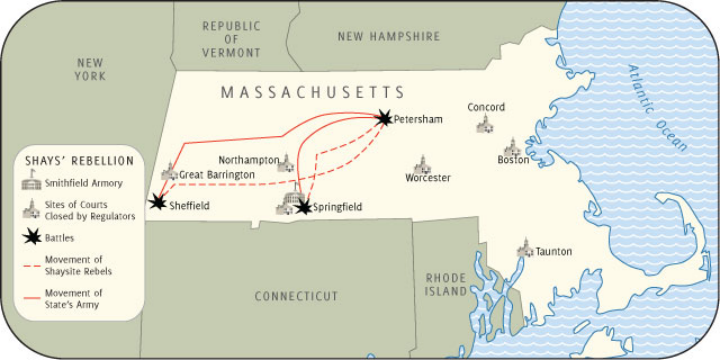 REPUBLIC
OF
VERMONT
NEW HAMPSHIRE
NEW
YORK
MASSACHUSETTS
Atlantic Ocean
Concord
Petersham
Boston
Northampton
Great Barrington
Worcester
Sheffield
Springfield
Taunton
SHAYS' REBELLION
Smithfield Armory
Sites of Courts
Closed by Regulators
Battles
Movement of
Shaysite Rebels
Movement of
State's Army
CONNECTICUT
RHODE
ISLAND